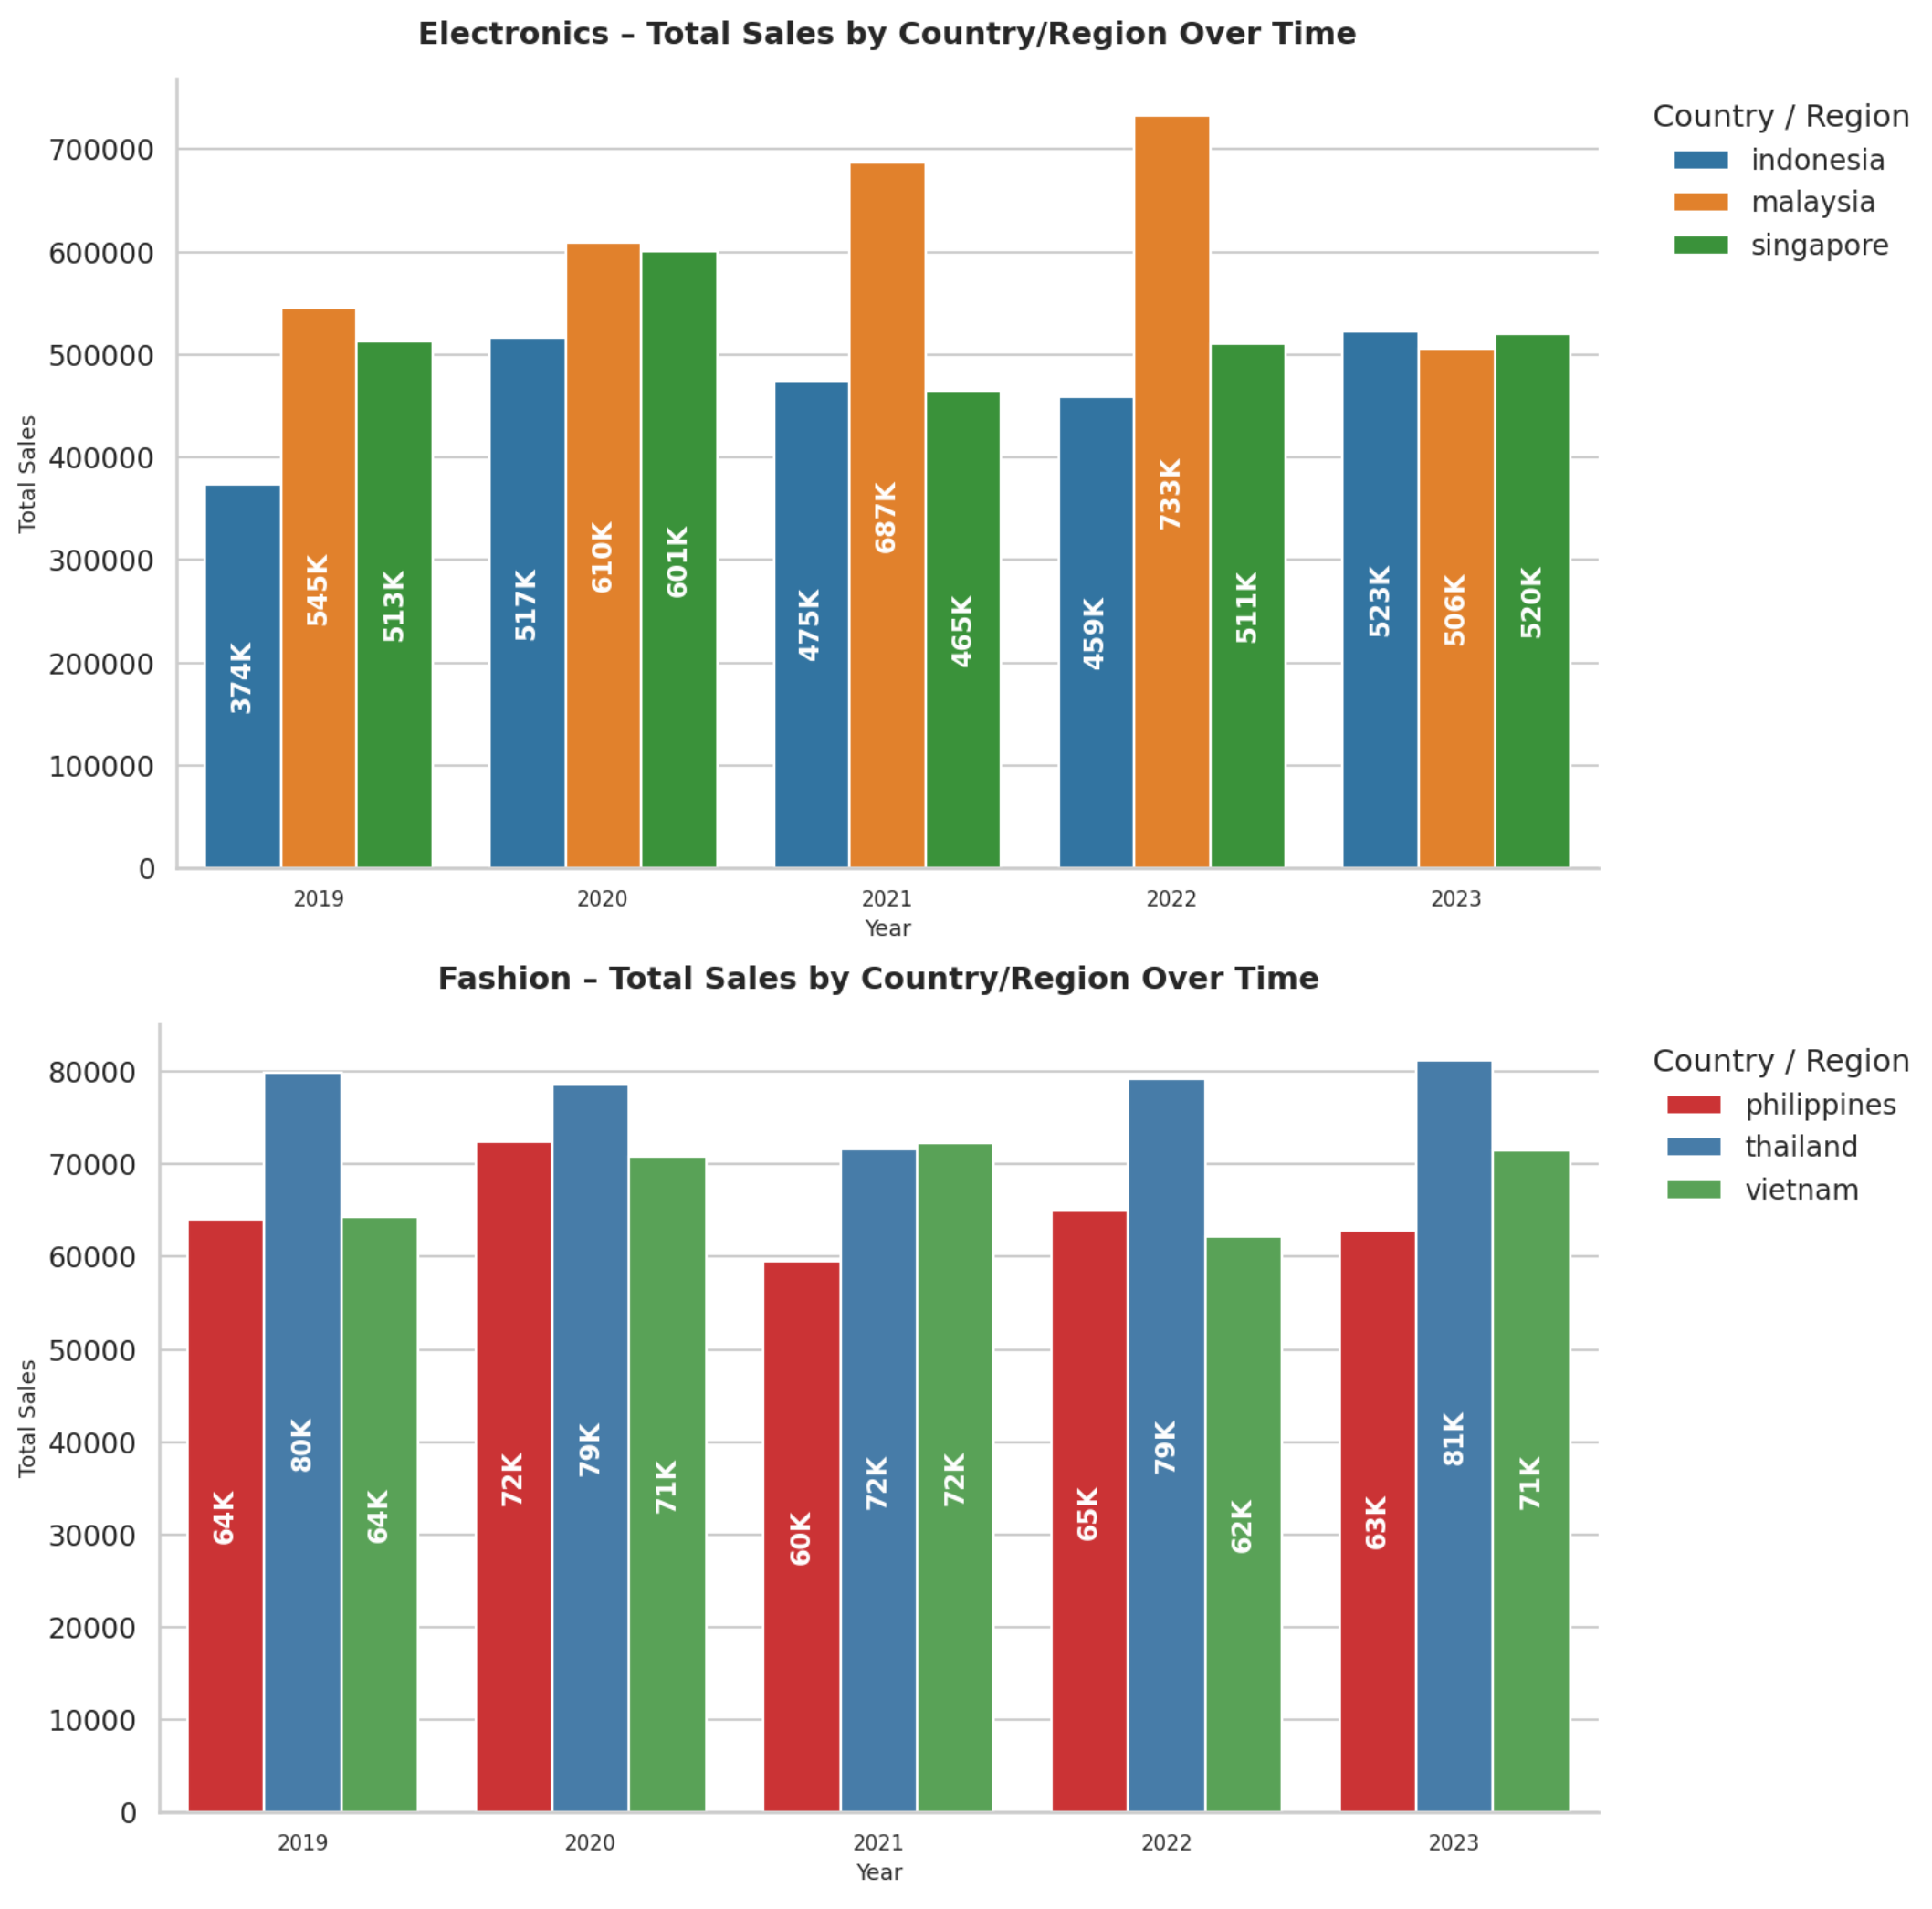 Electronics – Total Sales by Country/Region Over Time
Total Sales
700000
600000
500000
400000
300000
200000
100000
0
374K
545K
513K
517K
610K
601K
475K
687K
465K
459K
733K
511K
523K
506K
520K
2019
2020
2021
2022
2023
Year
Country / Region
indonesia
malaysia
singapore
Fashion – Total Sales by Country/Region Over Time
Total Sales
80000
70000
60000
50000
40000
30000
20000
10000
0
64K
80K
64K
72K
79K
71K
60K
72K
72K
65K
79K
62K
63K
81K
71K
2019
2020
2021
2022
2023
Year
Country / Region
philippines
thailand
vietnam